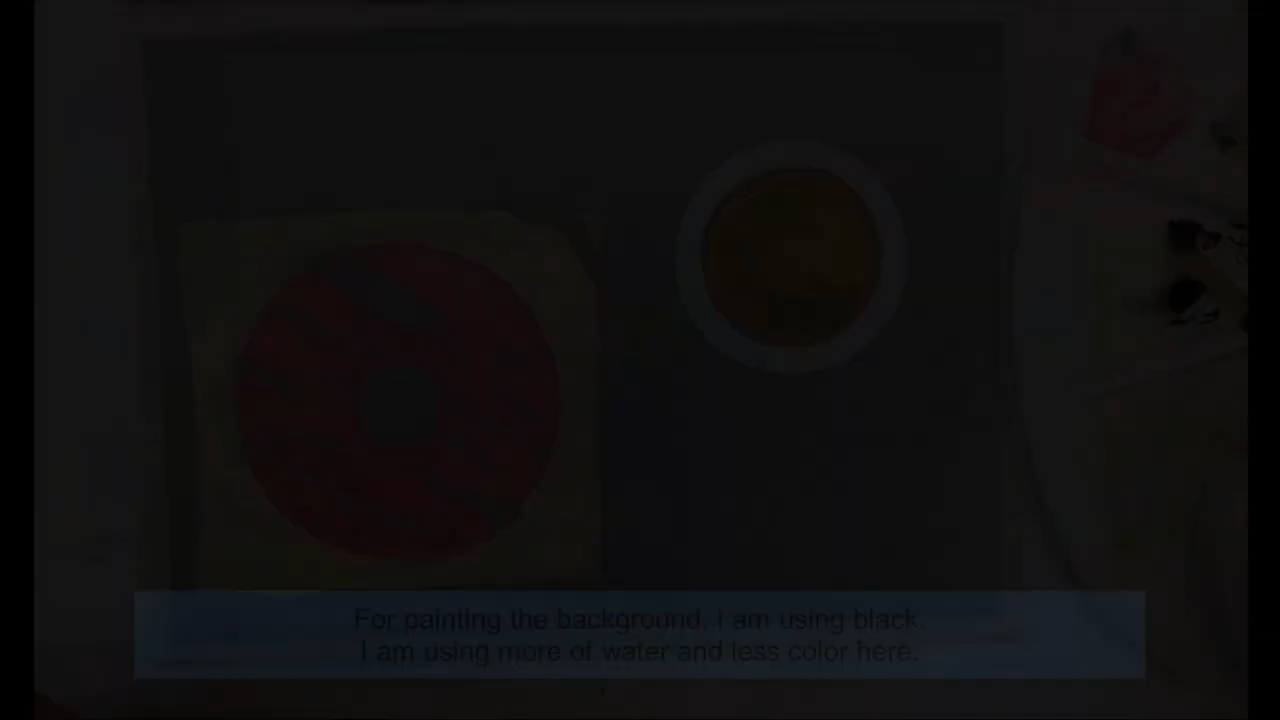 For painting the background, I am using black.
I am using more of water and less color here.